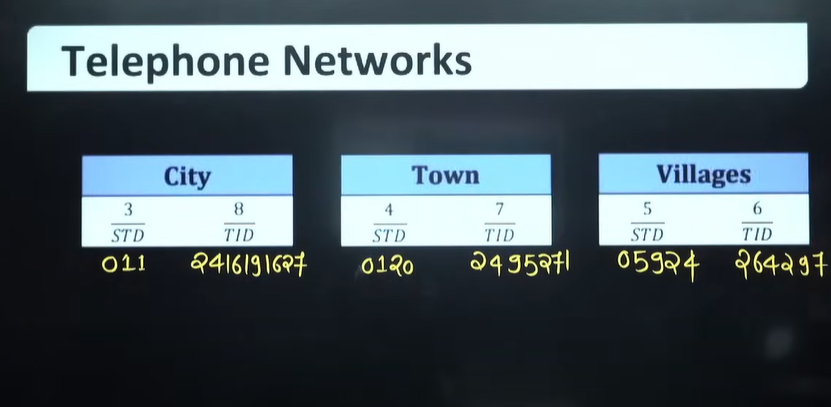 Telephone Networks
City
3 8
STD TID
011 2416191627
Town
4 7
STD TID
0120 2495271
Villages
5 6
STD TID
05924 264297